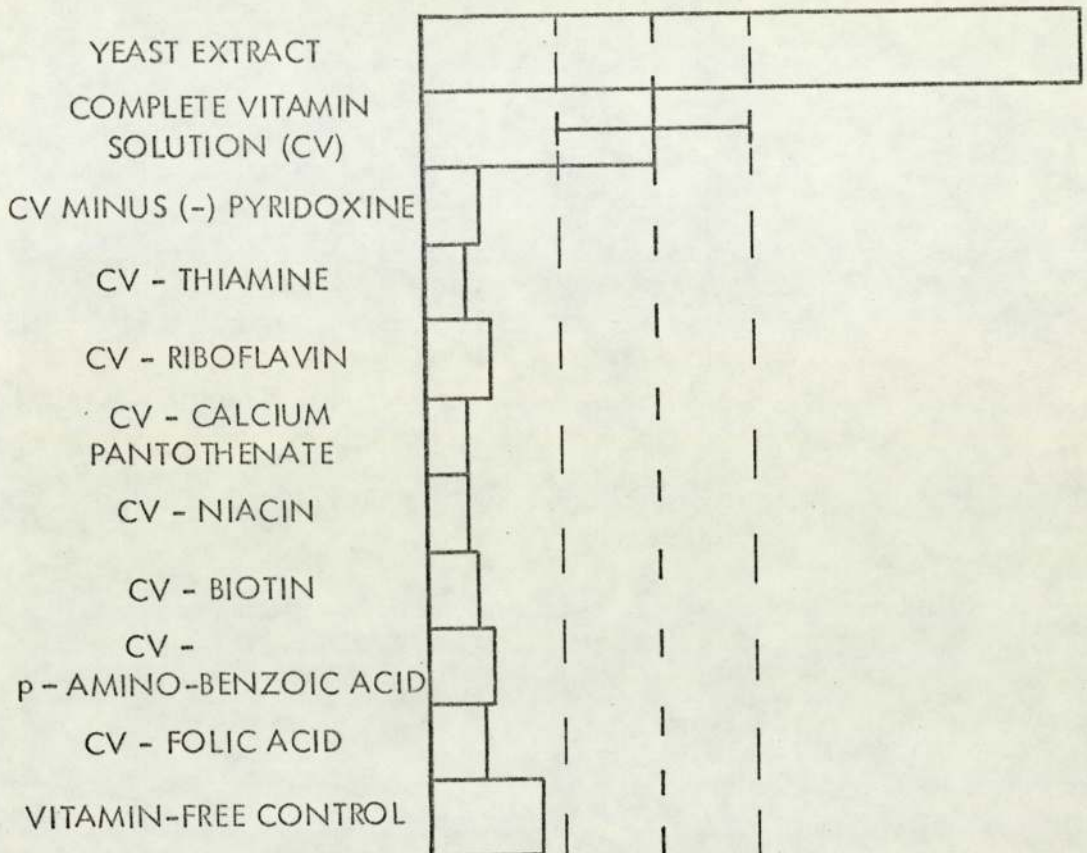 YEAST EXTRACT
COMPLETE VITAMIN
SOLUTION (CV)
CV MINUS (-) PYRIDOXINE
CV - THIAMINE
CV - RIBOFLAVIN
CV - CALCIUM
PANTOTHENATE
CV - NIACIN
CV - BIOTIN
CV -
p-AMINO-BENZOIC ACID
CV - FOLIC ACID
VITAMIN-FREE CONTROL